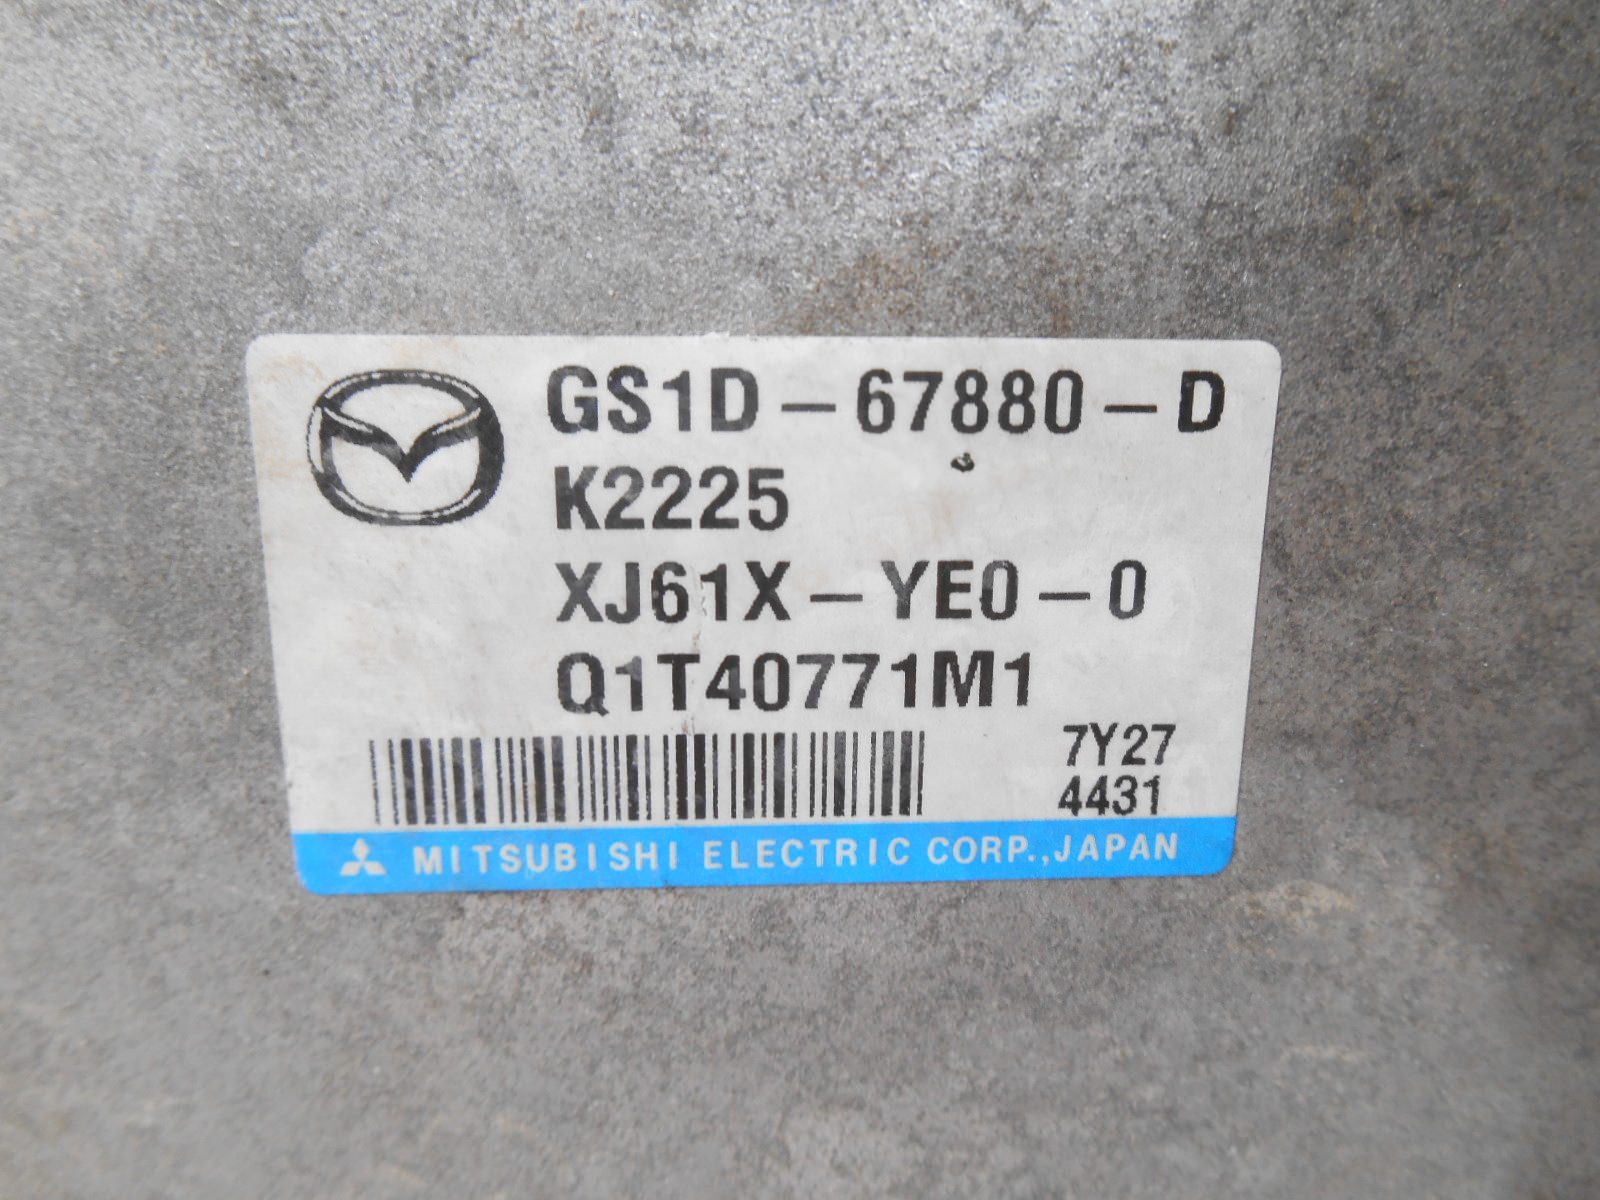 GS1D-67880-D
K2225
XJ61X-YE0-0
Q1T40771M1
7Y27
4431
MITSUBISHI ELECTRIC CORP.,JAPAN